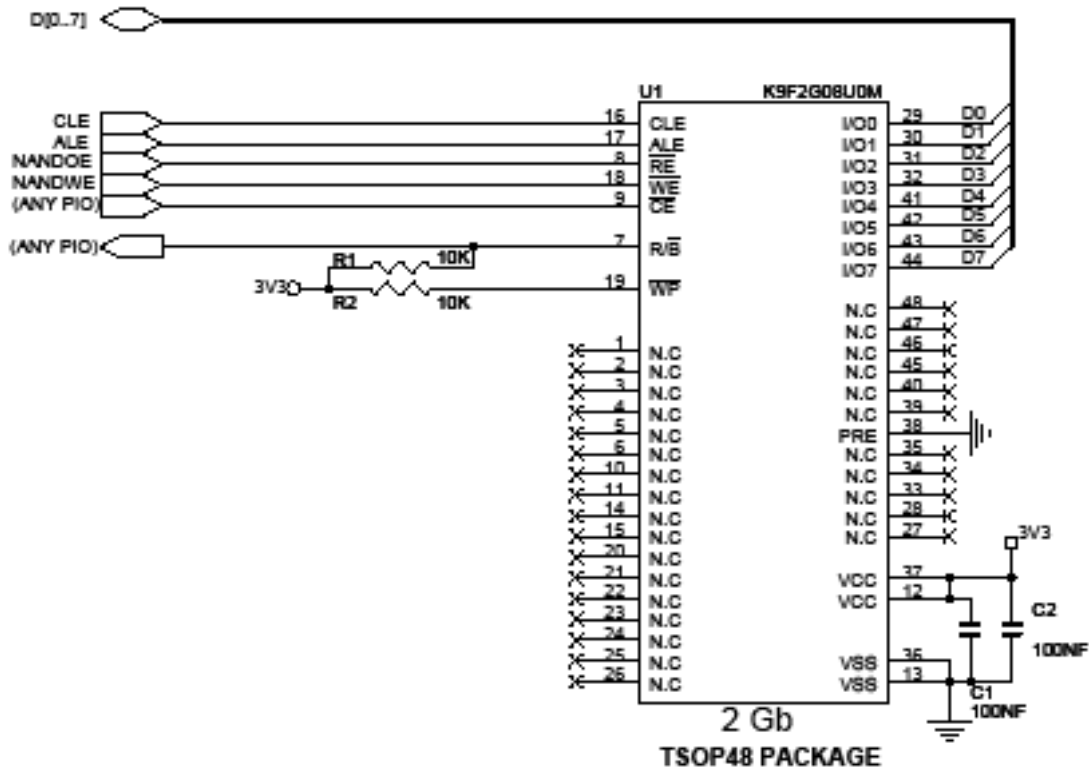 D[0..7]
U1 K9F2G08U0M
CLE 16 CLE I/O0 29 D0
ALE 17 ALE I/O1 30 D1
NANDOE 8 RE I/O2 31 D2
NANDWE 18 WE I/O3 32 D3
(ANY PIO) 9 CE I/O4 41 D4
I/O5 42 D5
(ANY PIO) 7 R/B I/O6 43 D6
I/O7 44 D7
R1 10K
3V3 19 WP
R2 10K
N.C 48
N.C 47
1 N.C N.C 46
2 N.C N.C 45
3 N.C N.C 40
4 N.C N.C 39
5 N.C PRE 38
6 N.C N.C 35
10 N.C N.C 34
11 N.C N.C 33
14 N.C N.C 28
15 N.C N.C 27
3V3
20 N.C
21 N.C VCC 37
22 N.C VCC 12
23 N.C
C2
24 N.C
100NF
25 N.C VSS 36
26 N.C VSS 13
C1
100NF
2 Gb
TSOP48 PACKAGE